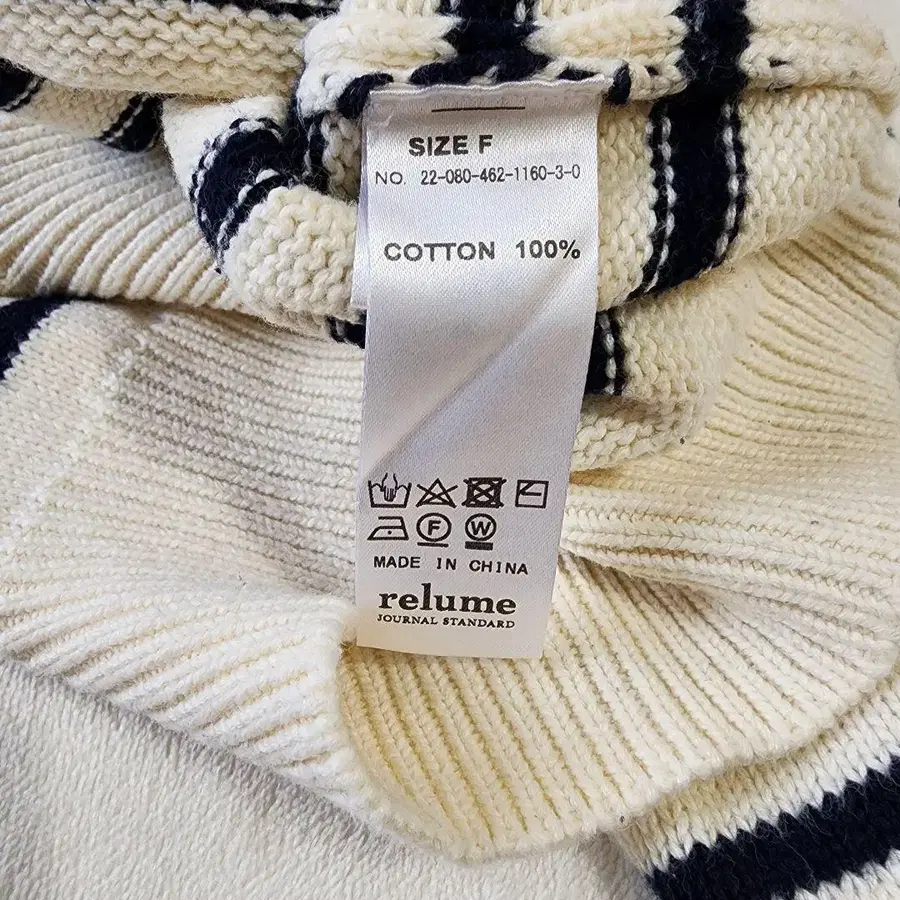 SIZE F
NO. 22-080-462-1160-3-0
COTTON 100%
F W
MADE IN CHINA
relume
JOURNAL STANDARD